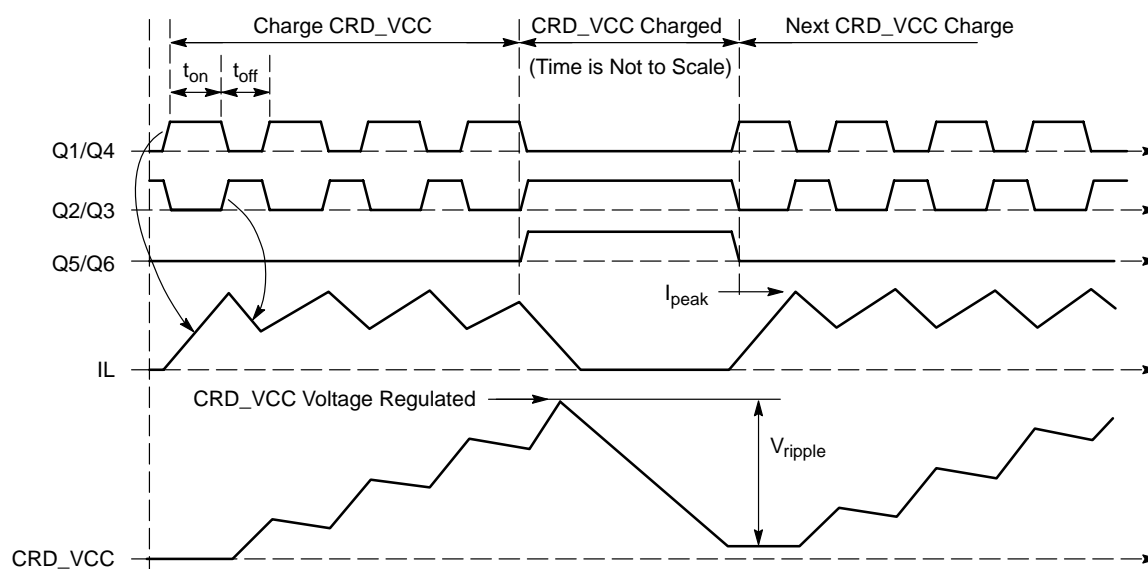 Charge CRD_VCC
CRD_VCC Charged
Next CRD_VCC Charge
(Time is Not to Scale)
ton
toff
Q1/Q4
Q2/Q3
Q5/Q6
Ipeak
IL
CRD_VCC Voltage Regulated
Vripple
CRD_VCC